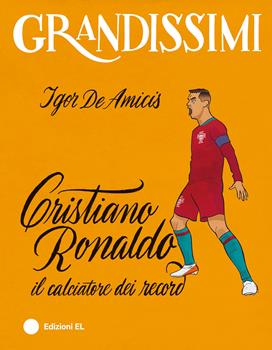 GRANDISSIMI
Igor De Amicis
Cristiano
Ronaldo
il calciatore dei record
Edizioni EL